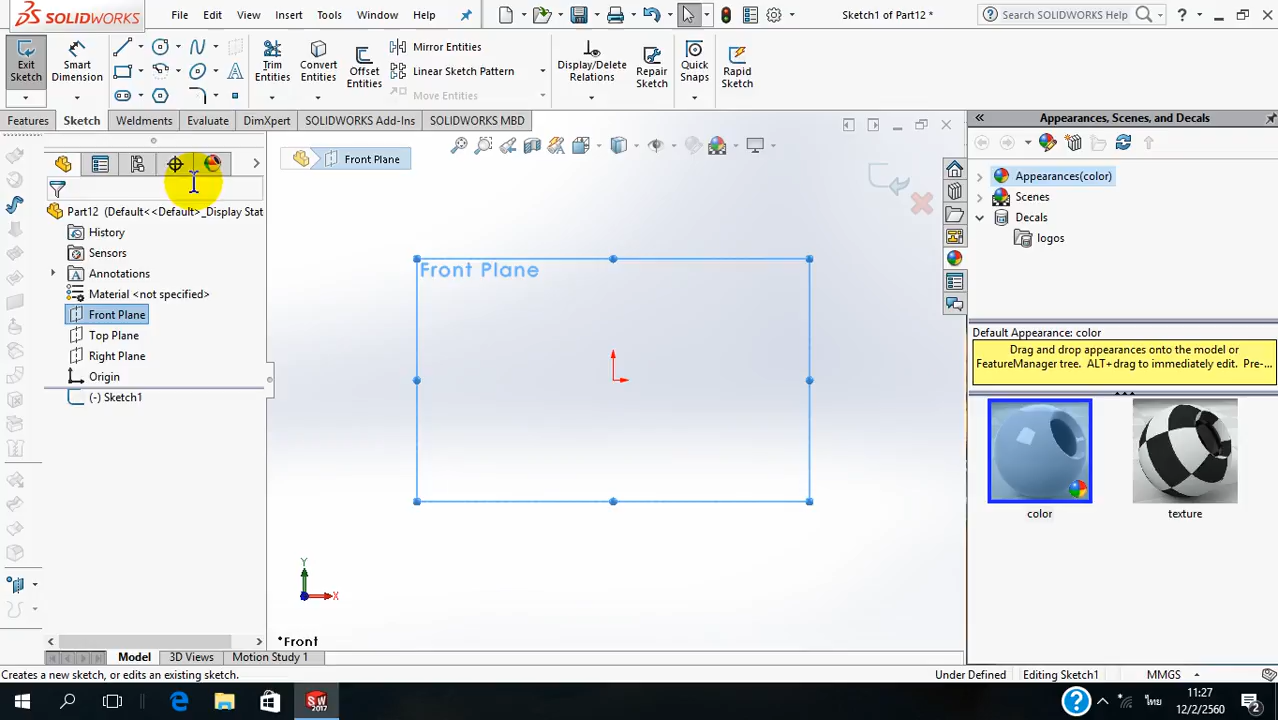 SOLIDWORKS File Edit View Insert Tools Window Help Sketch1 of Part12 * Search SOLIDWORKS Help
Exit Sketch Smart Dimension Trim Entities Convert Entities Offset Entities Mirror Entities Linear Sketch Pattern Move Entities Display/Delete Relations Repair Sketch Quick Snaps Rapid Sketch
Features Sketch Weldments Evaluate DimXpert SOLIDWORKS Add-Ins SOLIDWORKS MBD
Appearances, Scenes, and Decals
Front Plane
Part12 (Default<<Default>_Display Stat
History
Sensors
Annotations
Material <not specified>
Front Plane
Top Plane
Right Plane
Origin
(-) Sketch1
Front Plane
Y
X
*Front
Appearances(color)
Scenes
Decals
logos
Default Appearance: color
Drag and drop appearances onto the model or
FeatureManager tree. ALT+drag to immediately edit. Pre-...
color
texture
Model 3D Views Motion Study 1
Creates a new sketch, or edits an existing sketch. Under Defined Editing Sketch1 MMGS
SW 2017
ไทย
11:27
12/2/2560
2